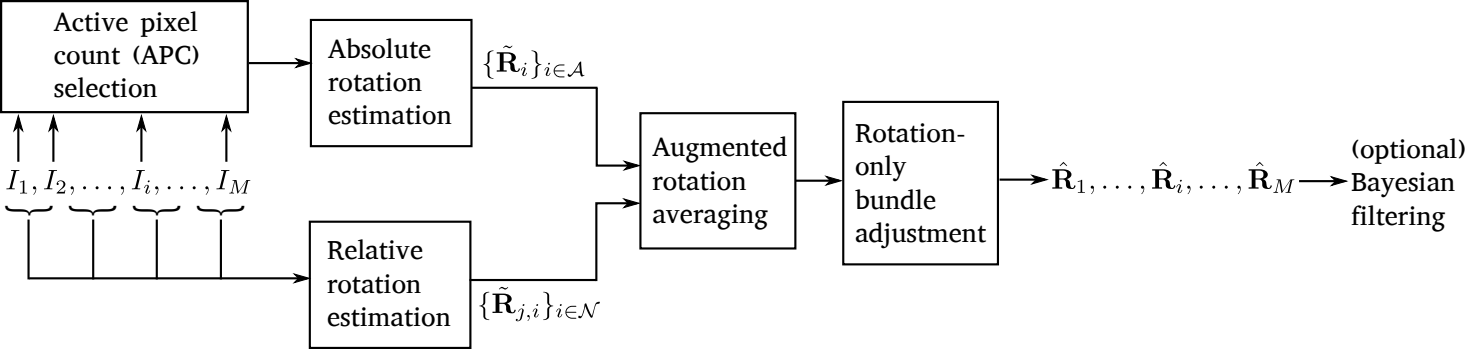 Active pixel
count (APC)
selection
Absolute
rotation
estimation
{R̃_i}_{i∈𝒜}
I_1, I_2, . . . , I_i, . . . , I_M
Relative
rotation
estimation
{R̃_{j,i}}_{i∈𝒩}
Augmented
rotation
averaging
Rotation-
only
bundle
adjustment
R̂_1, . . . , R̂_i, . . . , R̂_M
(optional)
Bayesian
filtering